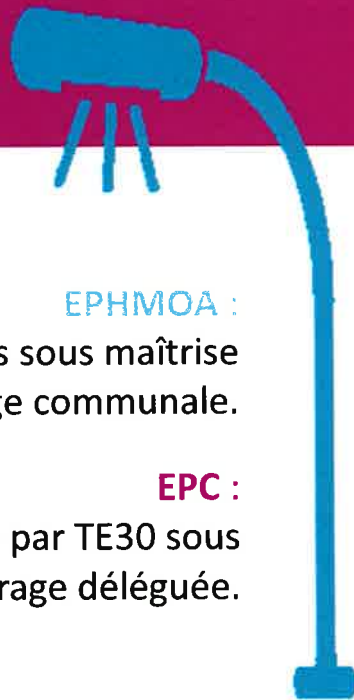 EPHMOA :
s sous maîtrise
ge communale.
EPC :
par TE30 sous
rage déléguée.